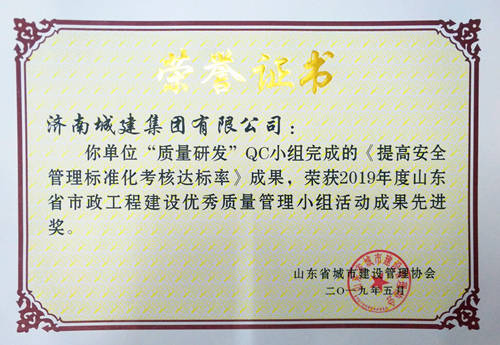 荣誉证书
济南城建集团有限公司：
你单位“质量研发”QC小组完成的《提高安全
管理标准化考核达标率》成果，荣获2019年度山东
省市政工程建设优秀质量管理小组活动成果先进
奖。
山东省城市建设管理协会
二〇一九年五月